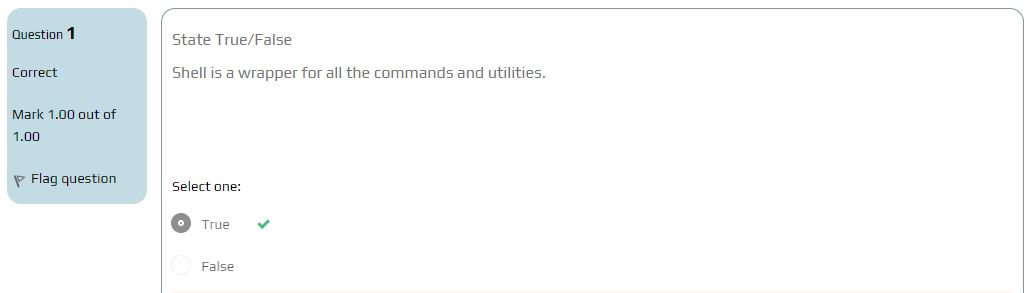 Question 1
Correct
Mark 1.00 out of
1.00
Flag question
State True/False
Shell is a wrapper for all the commands and utilities.
Select one:
True
False